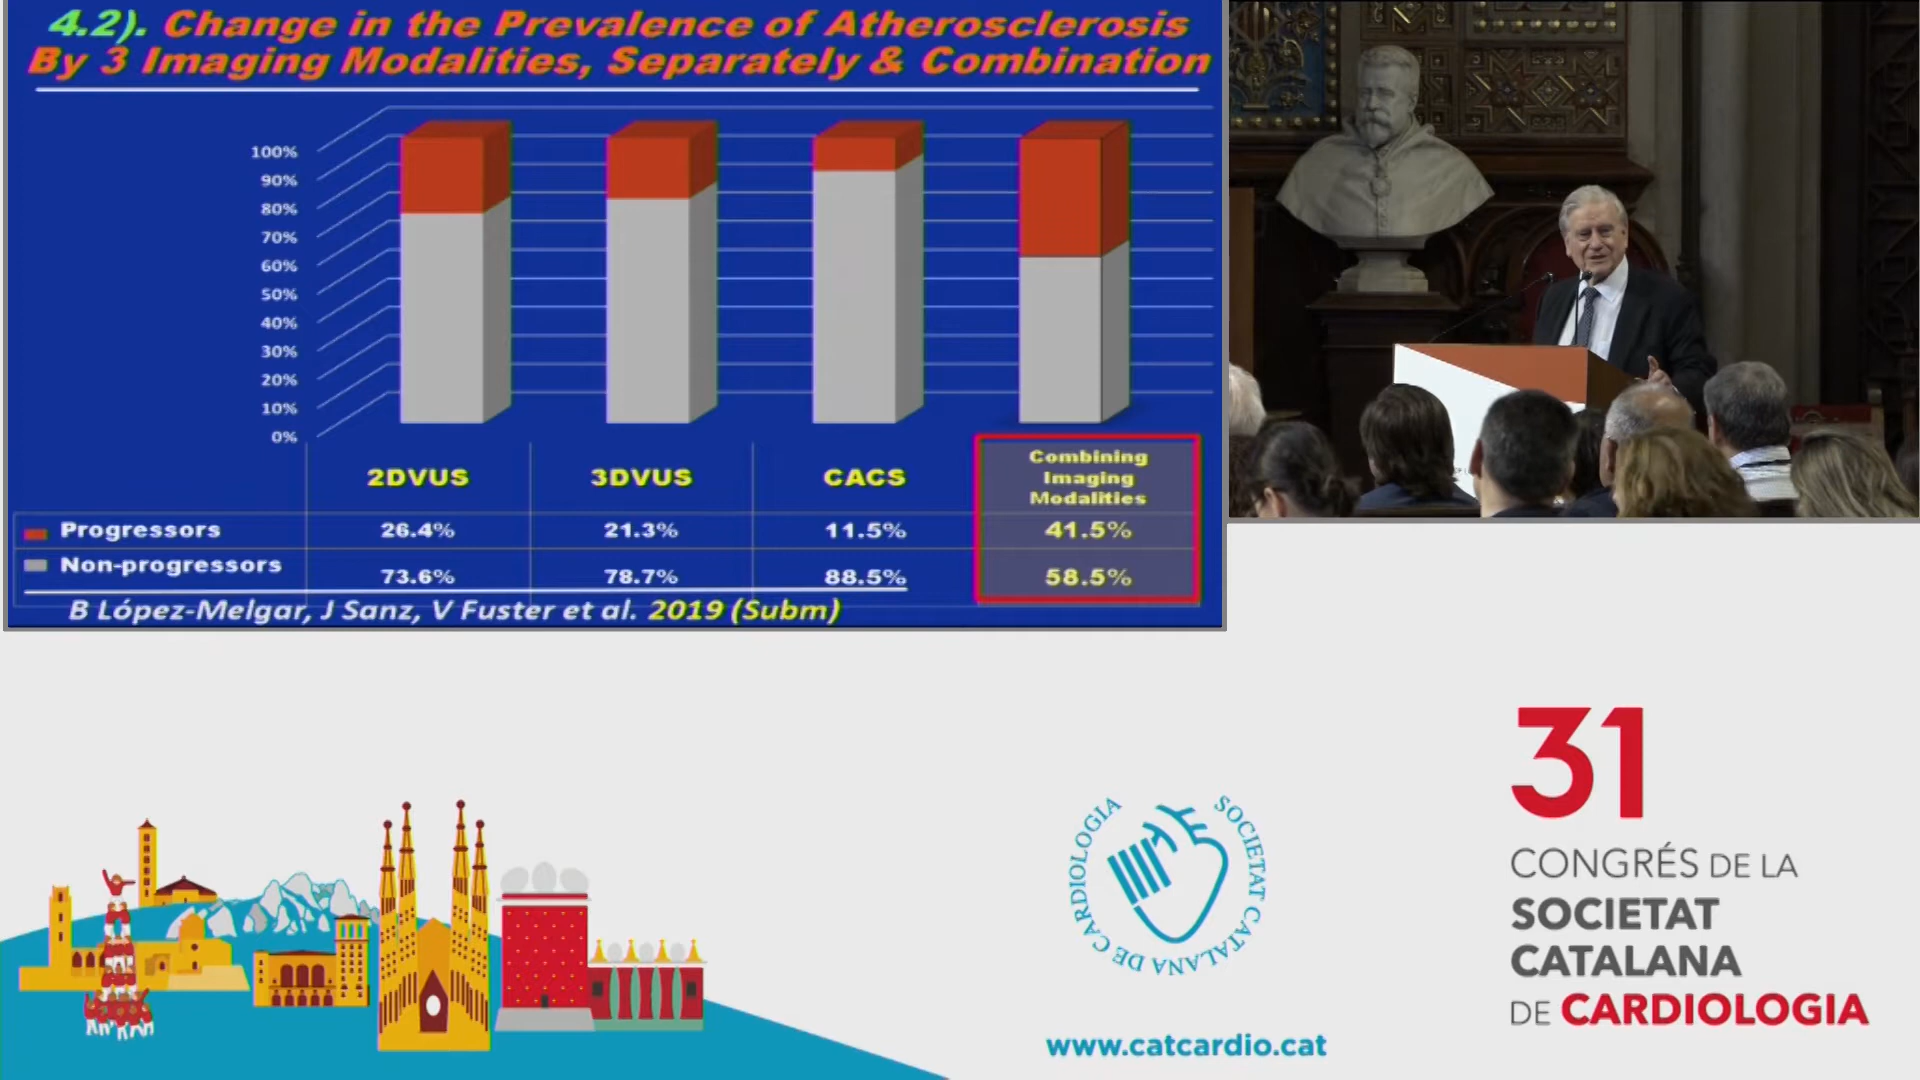 4.2). Change in the Prevalence of Atherosclerosis
By 3 Imaging Modalities, Separately & Combination
100%
90%
80%
70%
60%
50%
40%
30%
20%
10%
0%
2DVUS 3DVUS CACS Combining
Imaging
Modalities
Progressors 26.4% 21.3% 11.5% 41.5%
Non-progressors 73.6% 78.7% 88.5% 58.5%
B López-Melgar, J Sanz, V Fuster et al. 2019 (Subm)
SOCIETAT CATALANA DE CARDIOLOGIA
www.catcardio.cat
31
CONGRÉS DE LA
SOCIETAT
CATALANA
DE CARDIOLOGIA